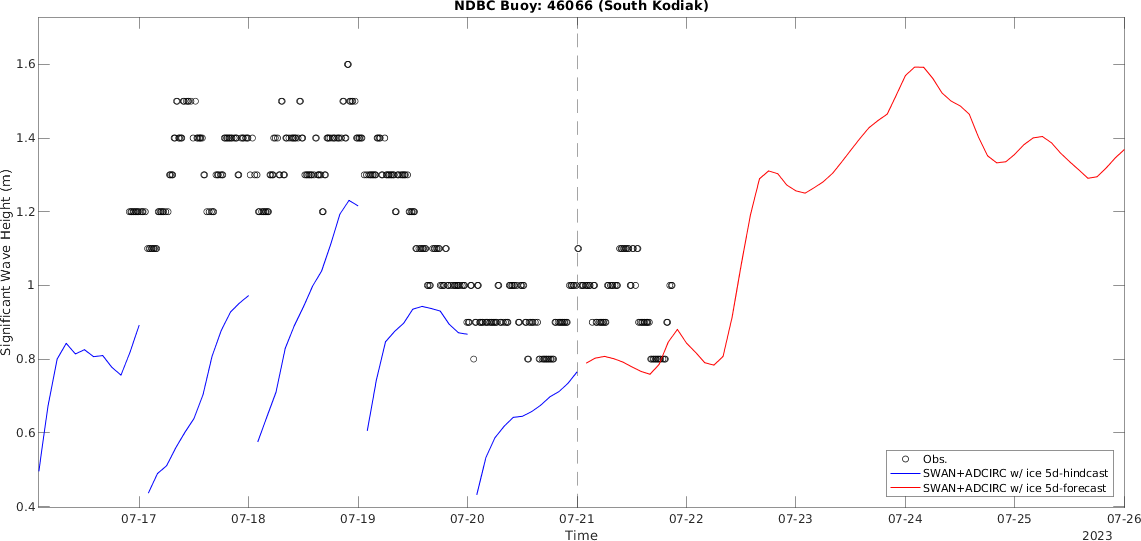 NDBC Buoy: 46066 (South Kodiak)
Significant Wave Height (m)
1.6
1.4
1.2
1
0.8
0.6
0.4
Obs.
SWAN+ADCIRC w/ ice 5d-hindcast
SWAN+ADCIRC w/ ice 5d-forecast
07-17 07-18 07-19 07-20 07-21 07-22 07-23 07-24 07-25 07-26
Time 2023